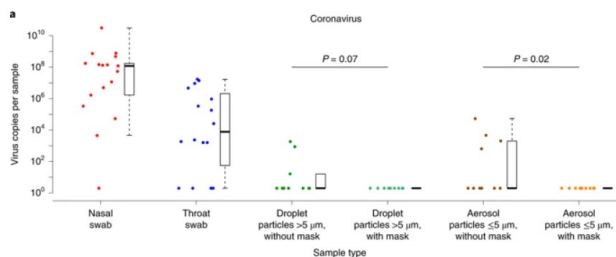 a
Coronavirus
P = 0.07
P = 0.02
Virus copies per sample
10^10
10^8
10^6
10^4
10^2
10^0
Nasal
swab
Throat
swab
Droplet
particles >5 μm,
without mask
Droplet
particles >5 μm,
with mask
Aerosol
particles ≤5 μm,
without mask
Aerosol
particles ≤5 μm,
with mask
Sample type